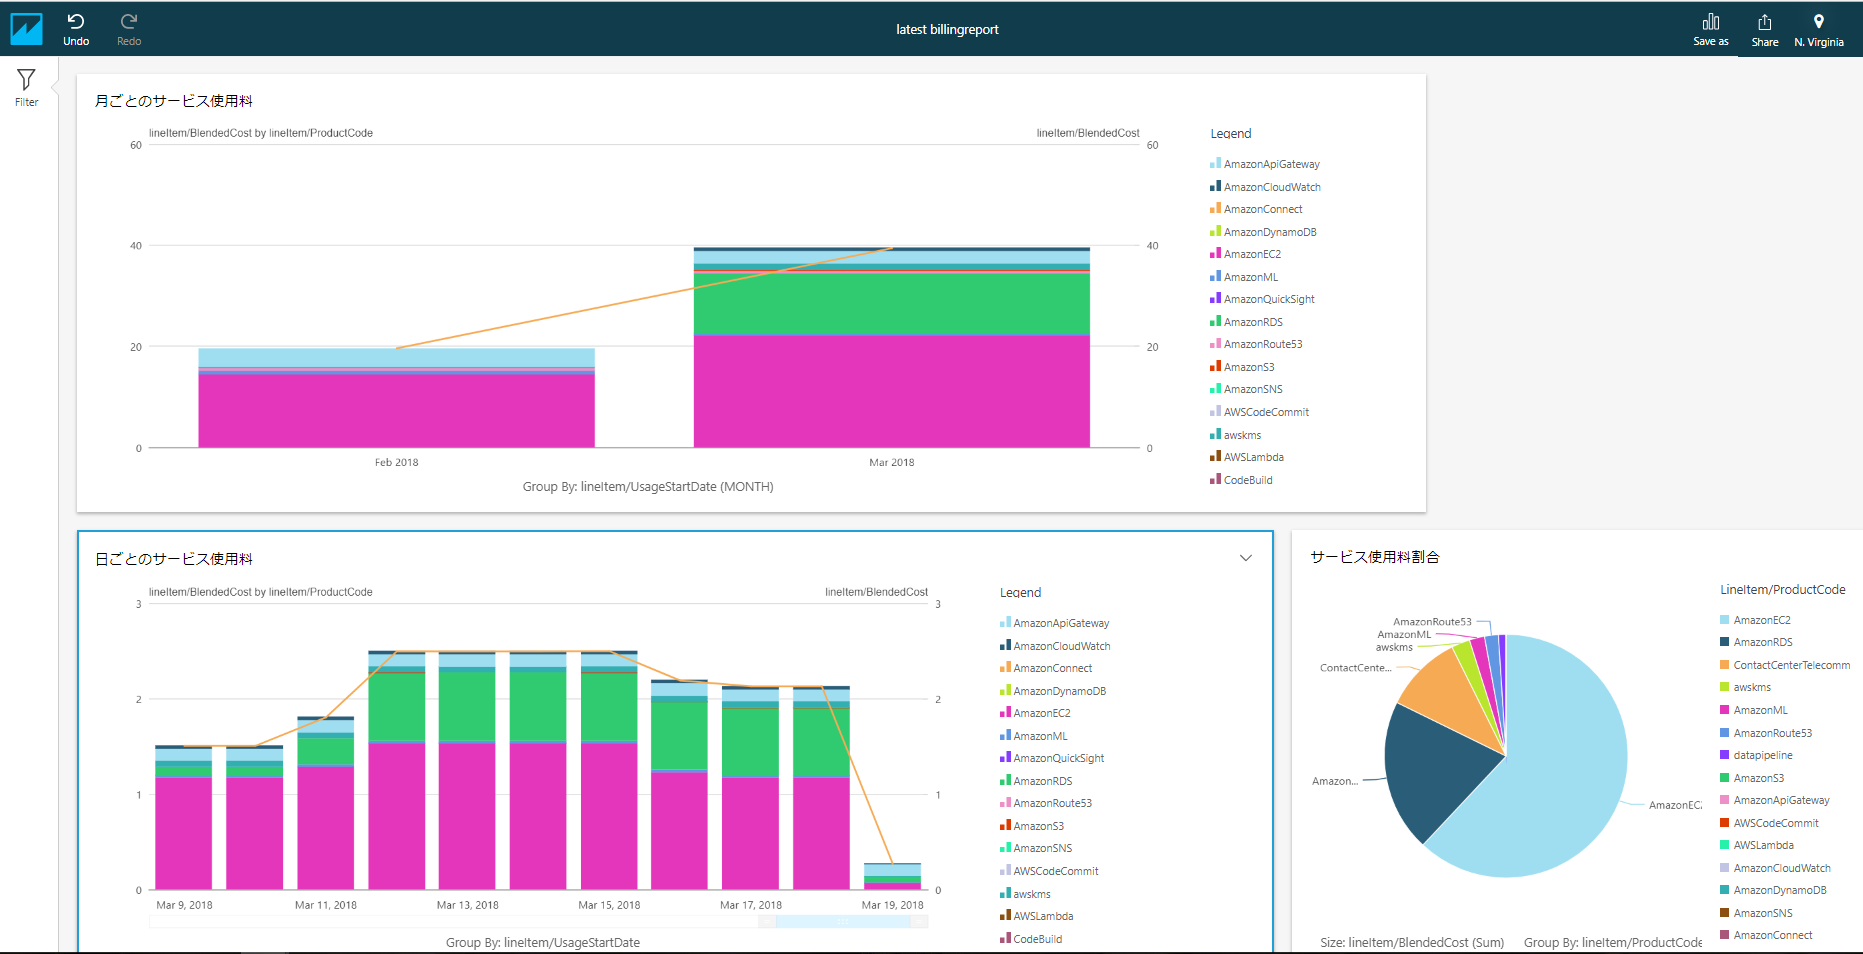 Undo
Redo
latest billingreport
Save as
Share
N. Virginia
Filter
月ごとのサービス使用料
lineItem/BlendedCost by lineItem/ProductCode
lineItem/BlendedCost
60
40
20
0
60
40
20
0
Feb 2018
Mar 2018
Group By: lineItem/UsageStartDate (MONTH)
Legend
AmazonApiGateway
AmazonCloudWatch
AmazonConnect
AmazonDynamoDB
AmazonEC2
AmazonML
AmazonQuickSight
AmazonRDS
AmazonRoute53
AmazonS3
AmazonSNS
AWSCodeCommit
awskms
AWSLambda
CodeBuild
日ごとのサービス使用料
lineItem/BlendedCost by lineItem/ProductCode
lineItem/BlendedCost
3
2
1
0
3
2
1
0
Mar 9, 2018
Mar 11, 2018
Mar 13, 2018
Mar 15, 2018
Mar 17, 2018
Mar 19, 2018
Group By: lineItem/UsageStartDate
Legend
AmazonApiGateway
AmazonCloudWatch
AmazonConnect
AmazonDynamoDB
AmazonEC2
AmazonML
AmazonQuickSight
AmazonRDS
AmazonRoute53
AmazonS3
AmazonSNS
AWSCodeCommit
awskms
AWSLambda
CodeBuild
サービス使用料割合
AmazonRoute53
AmazonML
awskms
ContactCente...
Amazon...
AmazonEC2
Size: lineItem/BlendedCost (Sum)
Group By: lineItem/ProductCode
LineItem/ProductCode
AmazonEC2
AmazonRDS
ContactCenterTelecomm
awskms
AmazonML
AmazonRoute53
datapipeline
AmazonS3
AmazonApiGateway
AWSCodeCommit
AWSLambda
AmazonCloudWatch
AmazonDynamoDB
AmazonSNS
AmazonConnect